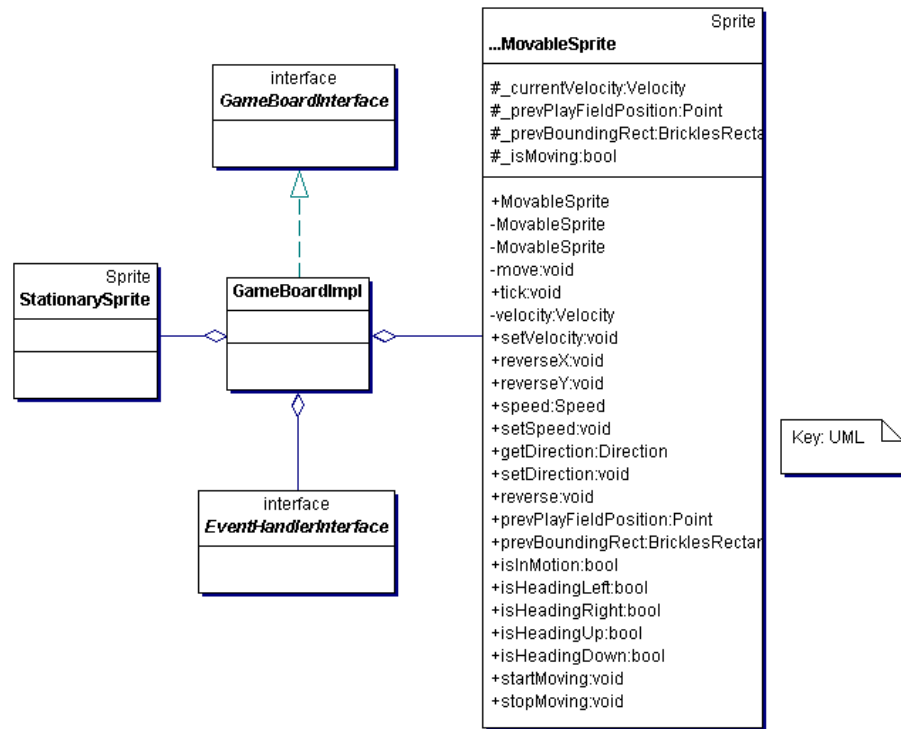 interface
GameBoardInterface
Sprite
StationarySprite
GameBoardImpl
interface
EventHandlerInterface
Sprite
...MovableSprite
#_currentVelocity:Velocity
#_prevPlayFieldPosition:Point
#_prevBoundingRect:BricklesRecta
#_isMoving:bool
+MovableSprite
-MovableSprite
-MovableSprite
-move:void
+tick:void
-velocity:Velocity
+setVelocity:void
+reverseX:void
+reverseY:void
+speed:Speed
+setSpeed:void
+getDirection:Direction
+setDirection:void
+reverse:void
+prevPlayFieldPosition:Point
+prevBoundingRect:BricklesRectar
+isInMotion:bool
+isHeadingLeft:bool
+isHeadingRight:bool
+isHeadingUp:bool
+isHeadingDown:bool
+startMoving:void
+stopMoving:void
Key: UML